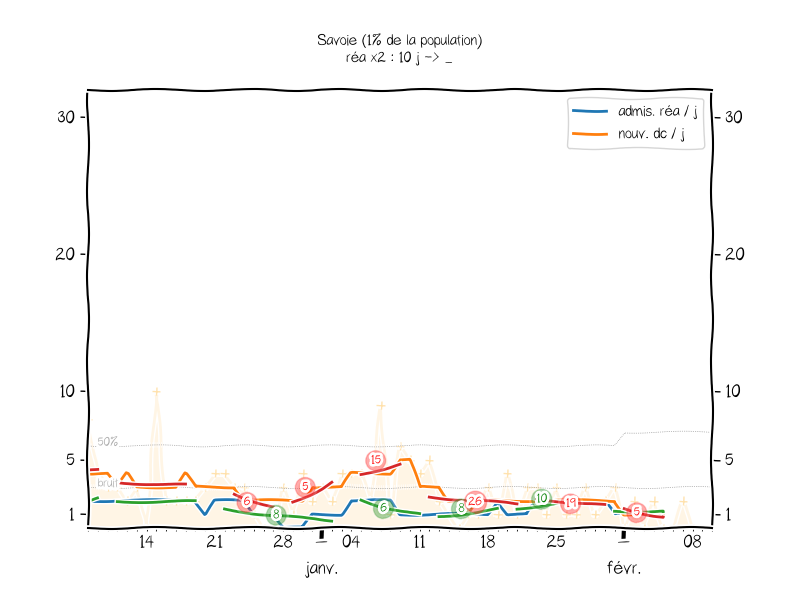 Savoie (1% de la population)
réa x2 : 10 j -> _
admis. réa / j
nouv. dc / j
30 30
20 20
10 10
50%
5 5
bruit
1 1
15
5
6
8
6
26
8
10
19
5
14 21 28 04 11 18 25 08
janv. févr.